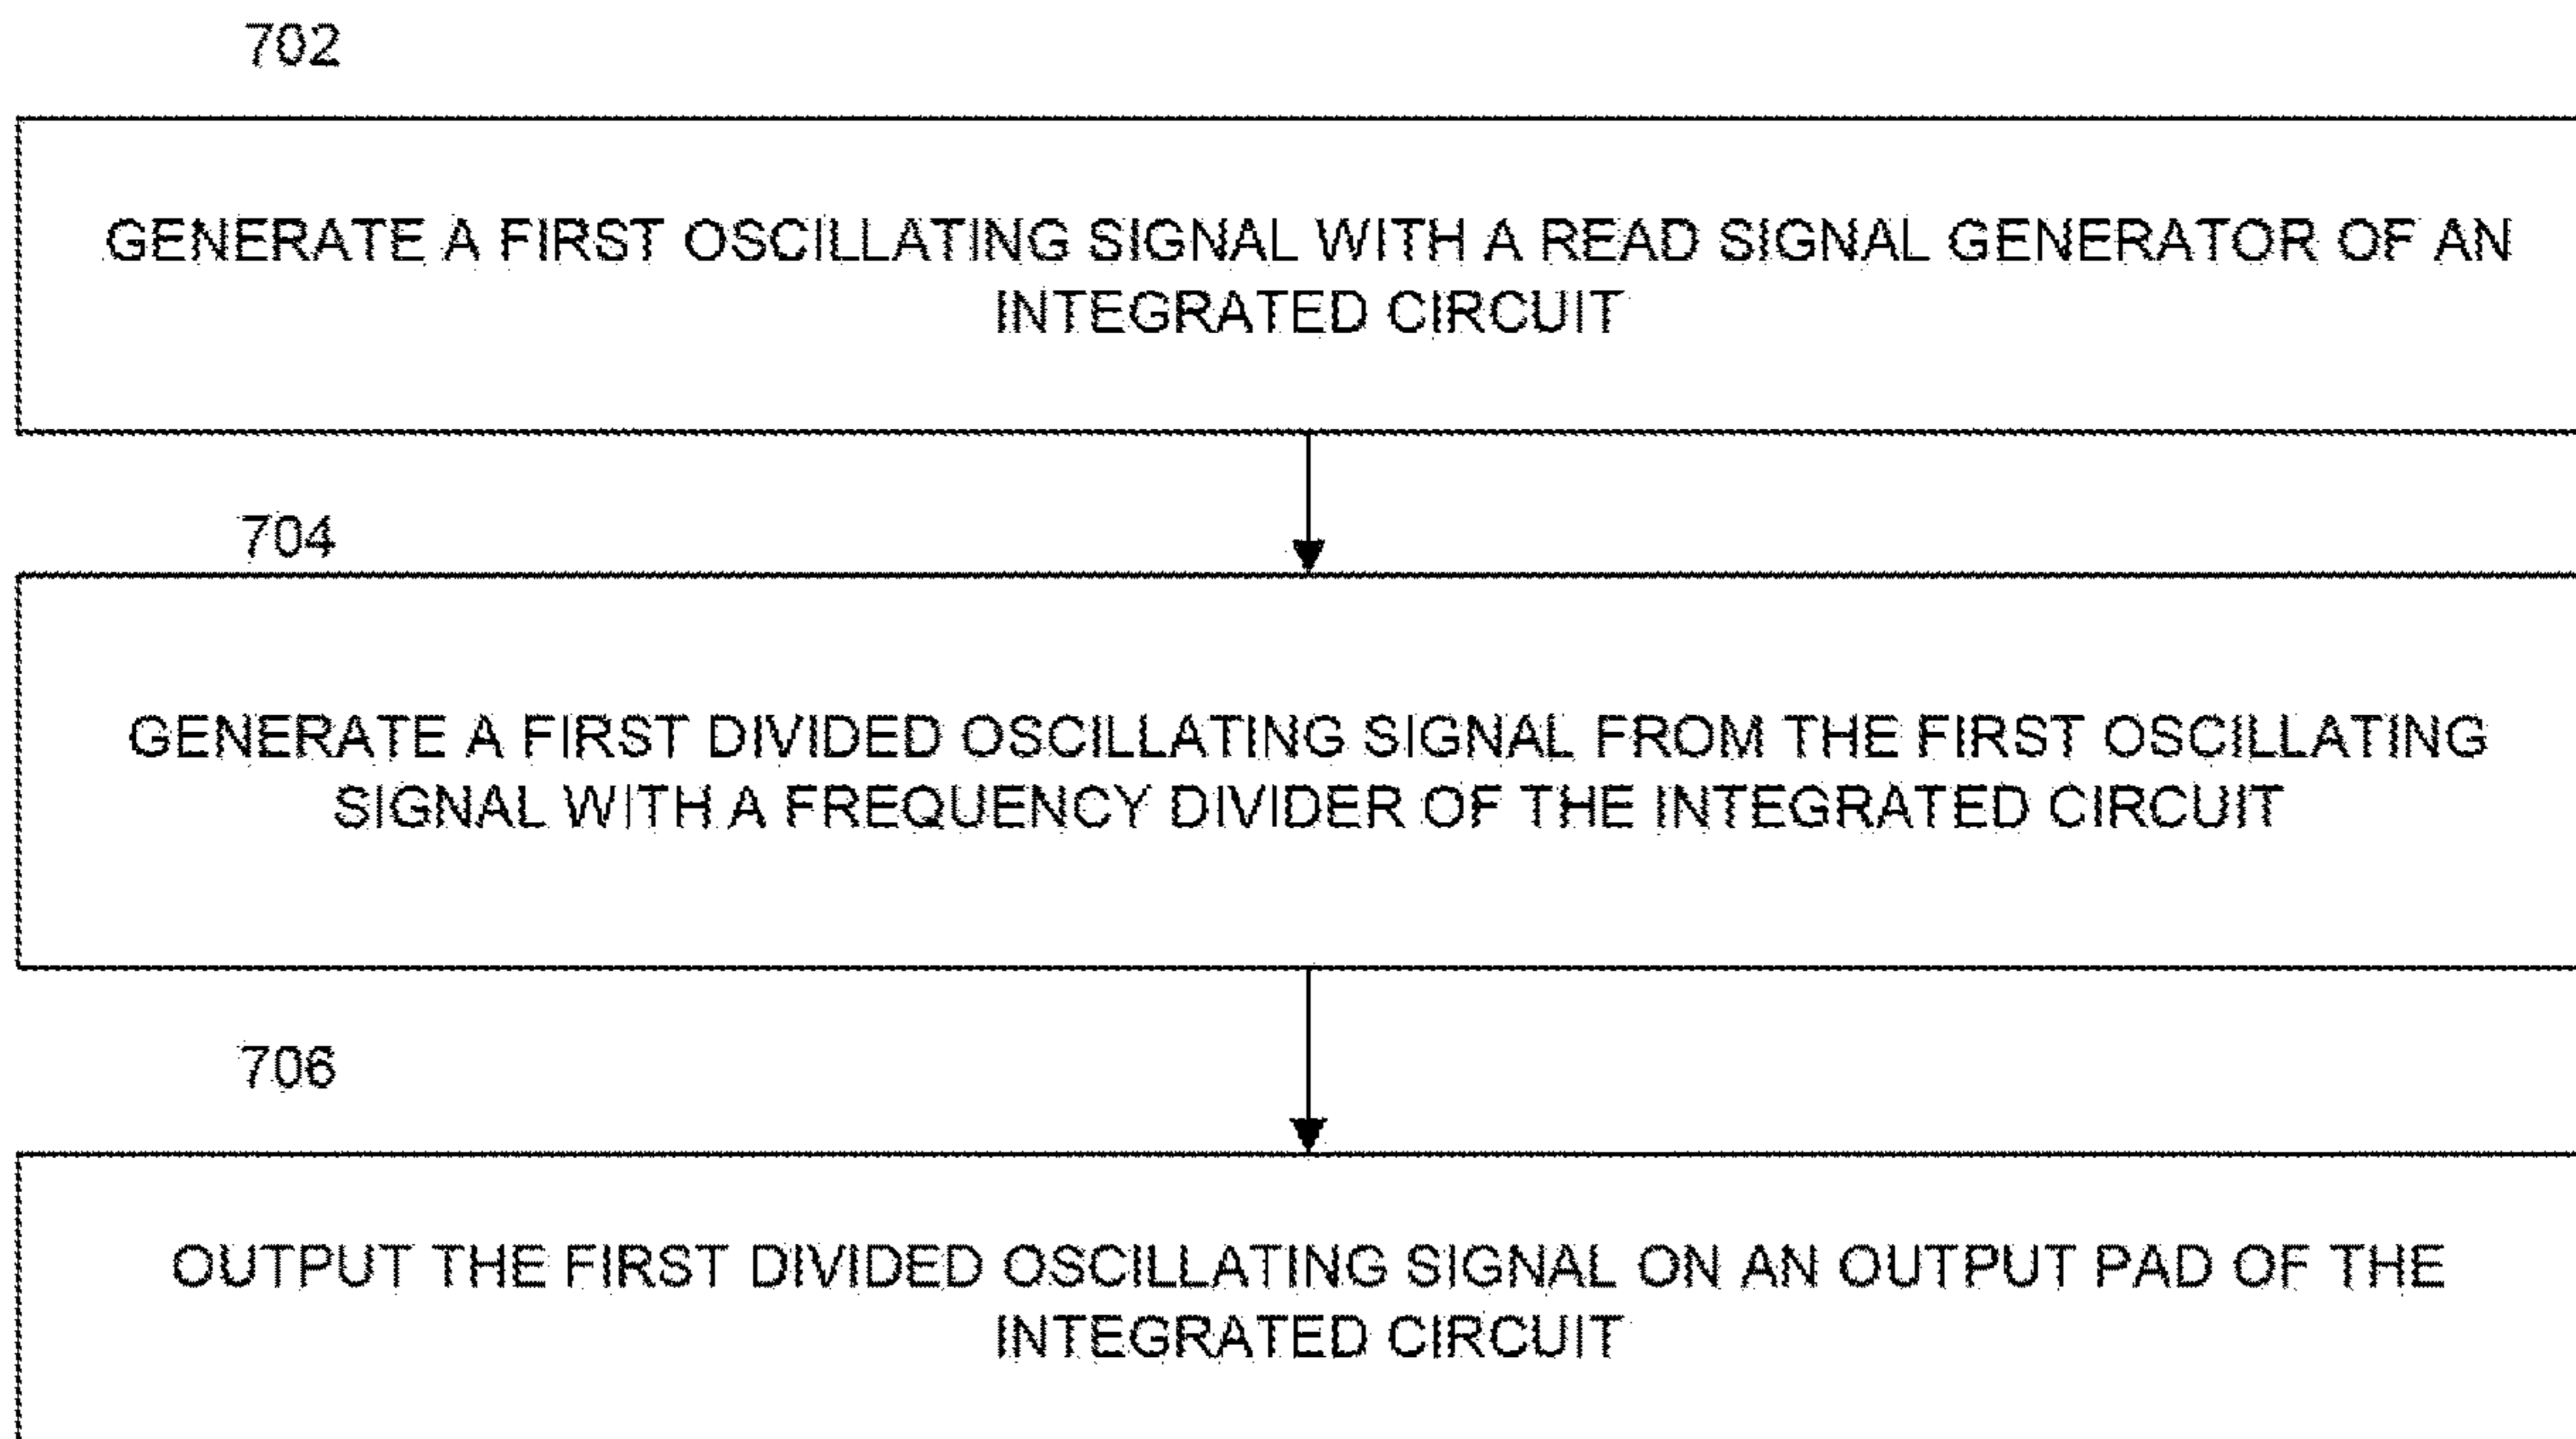 702
GENERATE A FIRST OSCILLATING SIGNAL WITH A READ SIGNAL GENERATOR OF AN
INTEGRATED CIRCUIT
704
GENERATE A FIRST DIVIDED OSCILLATING SIGNAL FROM THE FIRST OSCILLATING
SIGNAL WITH A FREQUENCY DIVIDER OF THE INTEGRATED CIRCUIT
706
OUTPUT THE FIRST DIVIDED OSCILLATING SIGNAL ON AN OUTPUT PAD OF THE
INTEGRATED CIRCUIT